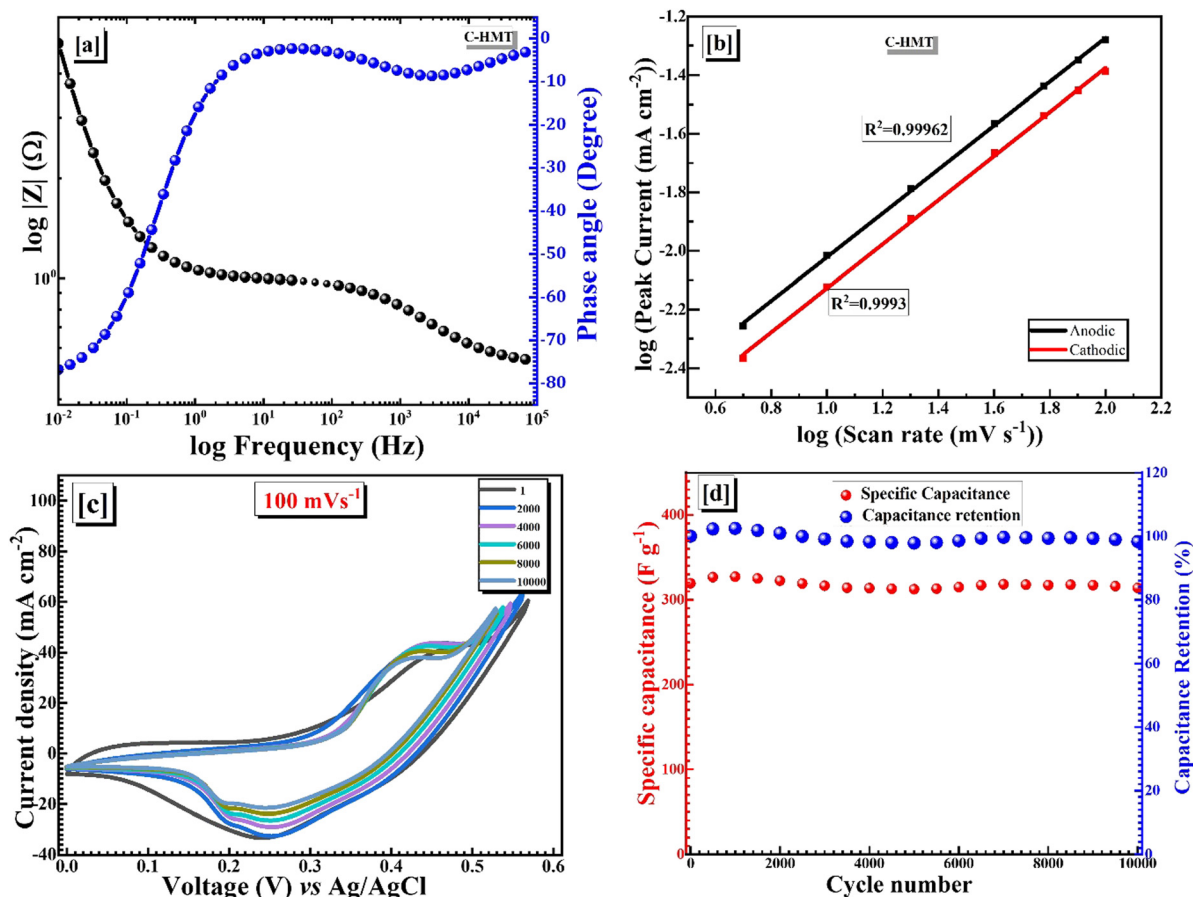 [a]
C-HMT
log |Z| (Ω)
10⁰
0
-10
-20
-30
-40
-50
-60
-70
-80
Phase angle (Degree)
10⁻² 10⁻¹ 10⁰ 10¹ 10² 10³ 10⁴ 10⁵
log Frequency (Hz)
[b]
C-HMT
log (Peak Current (mA cm⁻²))
-1.4
-1.6
-1.8
-2.0
-2.2
-2.4
R²=0.99962
R²=0.9993
Anodic
Cathodic
0.6 0.8 1.0 1.2 1.4 1.6 1.8 2.0 2.2
log (Scan rate (mV s⁻¹))
[c]
100 mVs⁻¹
1
2000
4000
6000
8000
10000
Current density (mA cm⁻²)
100
80
60
40
20
0
-20
-40
0.0 0.1 0.2 0.3 0.4 0.5 0.6
Voltage (V) vs Ag/AgCl
[d]
Specific Capacitance
Capacitance retention
Specific capacitance (F g⁻¹)
400
300
200
100
0
120
100
80
60
40
20
0
Capacitance Retention (%)
0 2000 4000 6000 8000 10000
Cycle number